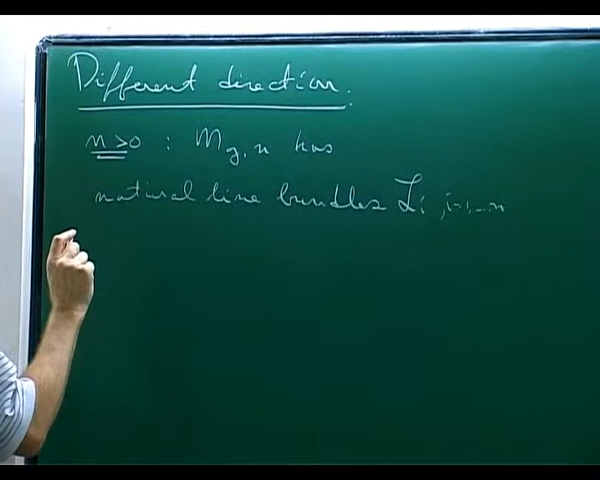 Different direction.
n>0 : M_{g,n} has
natural line bundles L_i, i=1,...n